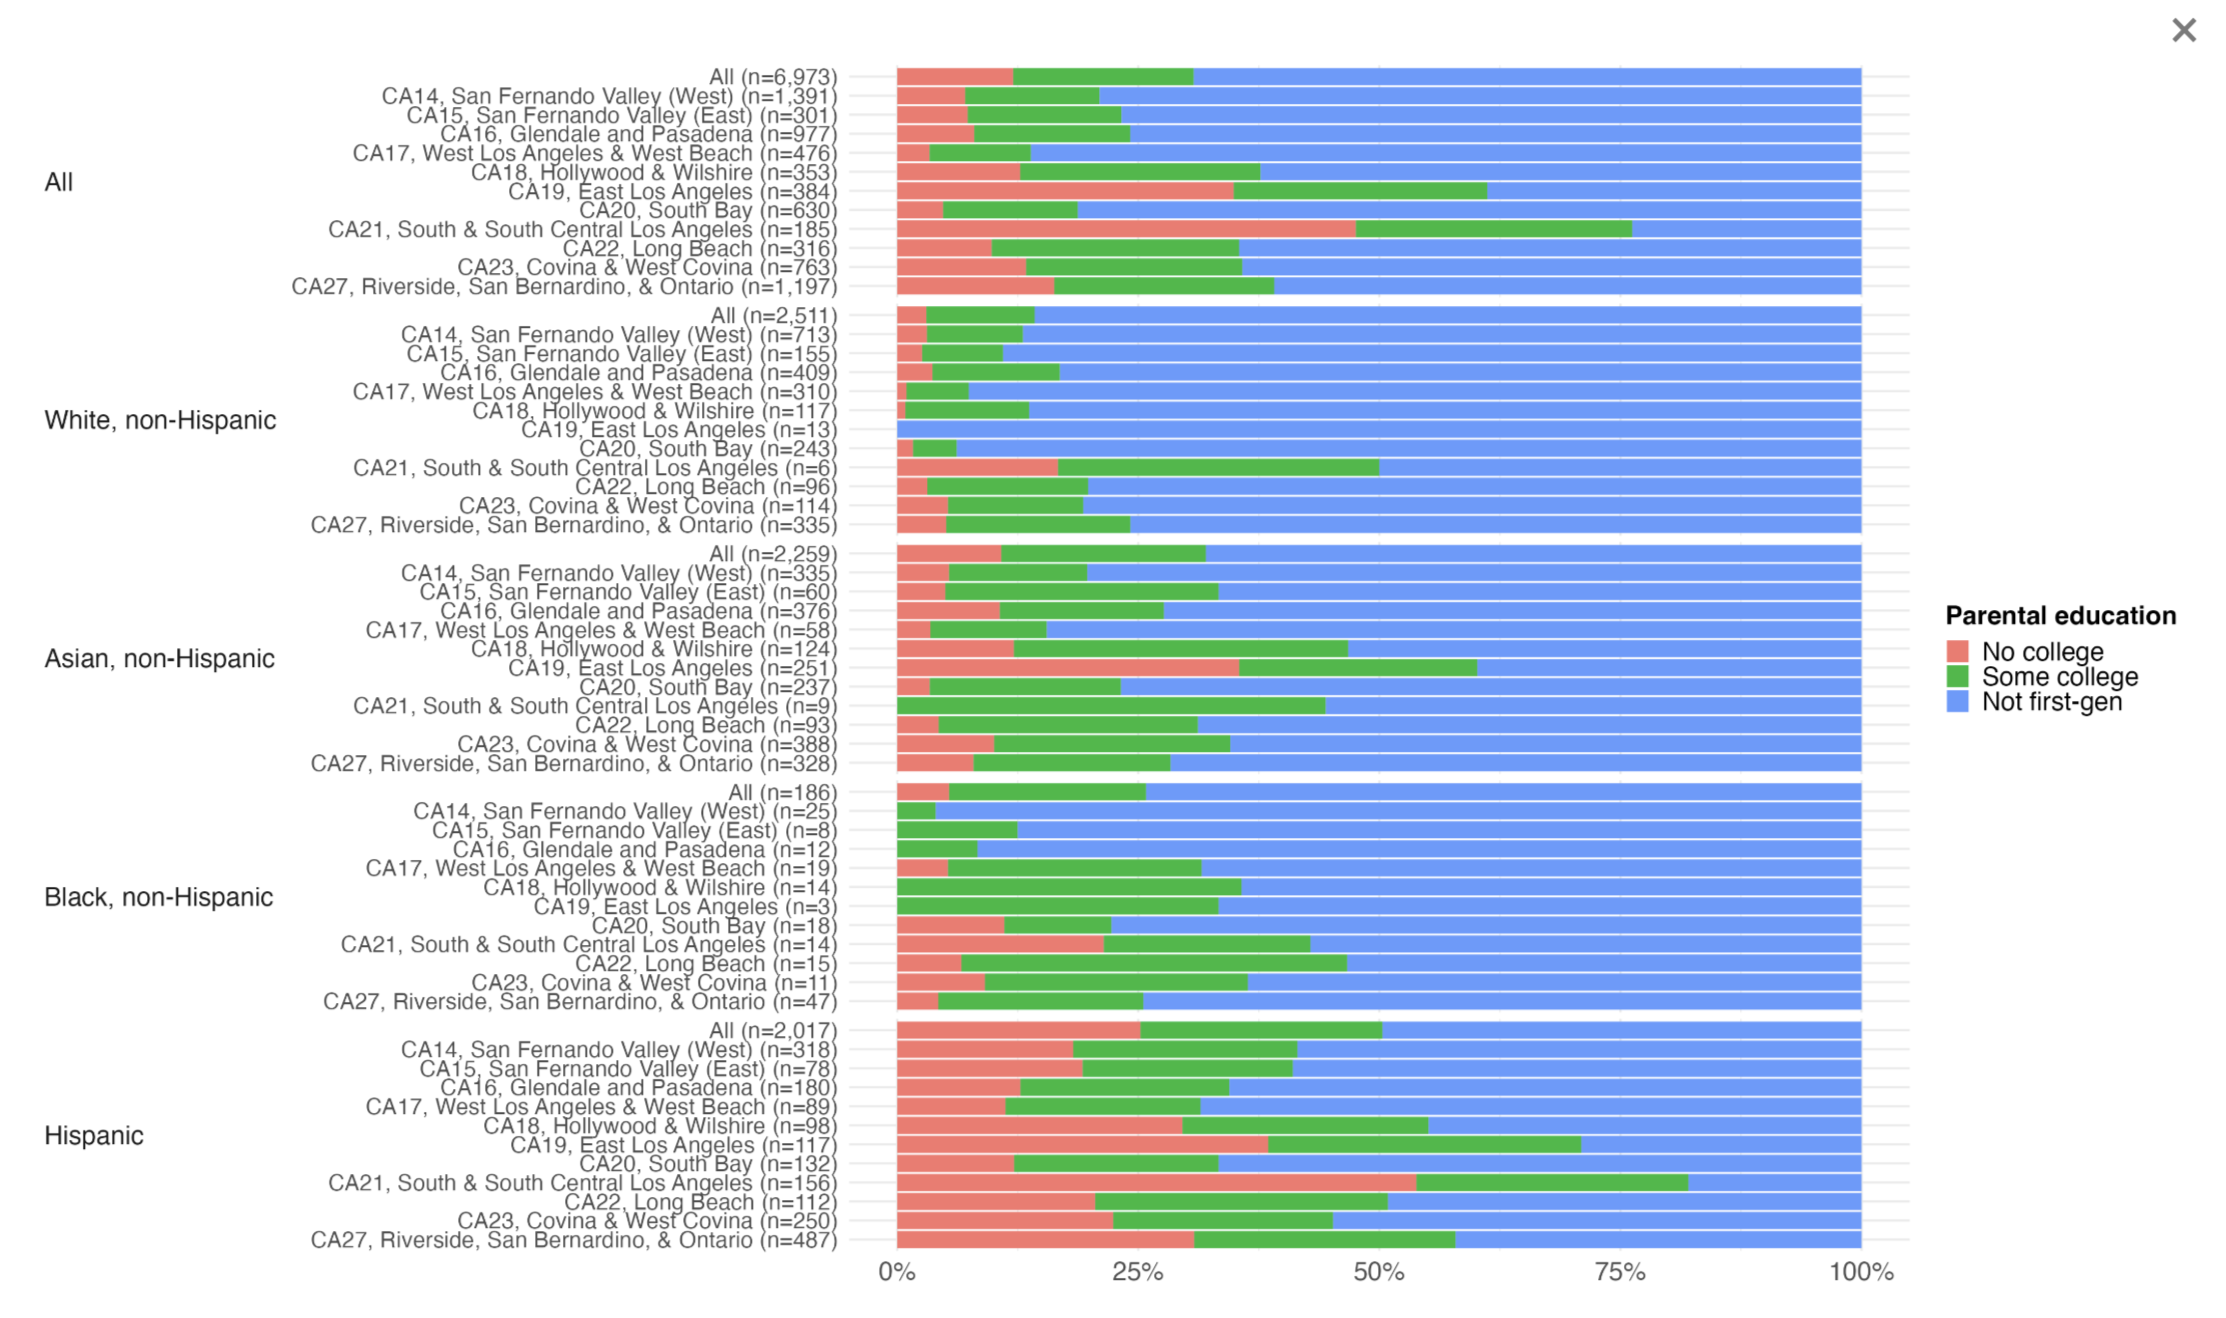 All
All (n=6,973)
CA14, San Fernando Valley (West) (n=1,391)
CA15, San Fernando Valley (East) (n=301)
CA16, Glendale and Pasadena (n=977)
CA17, West Los Angeles & West Beach (n=476)
CA18, Hollywood & Wilshire (n=353)
CA19, East Los Angeles (n=384)
CA20, South Bay (n=630)
CA21, South & South Central Los Angeles (n=185)
CA22, Long Beach (n=316)
CA23, Covina & West Covina (n=763)
CA27, Riverside, San Bernardino, & Ontario (n=1,197)
White, non-Hispanic
All (n=2,511)
CA14, San Fernando Valley (West) (n=713)
CA15, San Fernando Valley (East) (n=155)
CA16, Glendale and Pasadena (n=409)
CA17, West Los Angeles & West Beach (n=310)
CA18, Hollywood & Wilshire (n=117)
CA19, East Los Angeles (n=13)
CA20, South Bay (n=243)
CA21, South & South Central Los Angeles (n=6)
CA22, Long Beach (n=96)
CA23, Covina & West Covina (n=114)
CA27, Riverside, San Bernardino, & Ontario (n=335)
Asian, non-Hispanic
All (n=2,259)
CA14, San Fernando Valley (West) (n=335)
CA15, San Fernando Valley (East) (n=60)
CA16, Glendale and Pasadena (n=376)
CA17, West Los Angeles & West Beach (n=58)
CA18, Hollywood & Wilshire (n=124)
CA19, East Los Angeles (n=251)
CA20, South Bay (n=237)
CA21, South & South Central Los Angeles (n=9)
CA22, Long Beach (n=93)
CA23, Covina & West Covina (n=388)
CA27, Riverside, San Bernardino, & Ontario (n=328)
Black, non-Hispanic
All (n=186)
CA14, San Fernando Valley (West) (n=25)
CA15, San Fernando Valley (East) (n=8)
CA16, Glendale and Pasadena (n=12)
CA17, West Los Angeles & West Beach (n=19)
CA18, Hollywood & Wilshire (n=14)
CA19, East Los Angeles (n=3)
CA20, South Bay (n=18)
CA21, South & South Central Los Angeles (n=14)
CA22, Long Beach (n=15)
CA23, Covina & West Covina (n=11)
CA27, Riverside, San Bernardino, & Ontario (n=47)
Hispanic
All (n=2,017)
CA14, San Fernando Valley (West) (n=318)
CA15, San Fernando Valley (East) (n=78)
CA16, Glendale and Pasadena (n=180)
CA17, West Los Angeles & West Beach (n=89)
CA18, Hollywood & Wilshire (n=98)
CA19, East Los Angeles (n=117)
CA20, South Bay (n=132)
CA21, South & South Central Los Angeles (n=156)
CA22, Long Beach (n=112)
CA23, Covina & West Covina (n=250)
CA27, Riverside, San Bernardino, & Ontario (n=487)
0% 25% 50% 75% 100%
Parental education
No college
Some college
Not first-gen